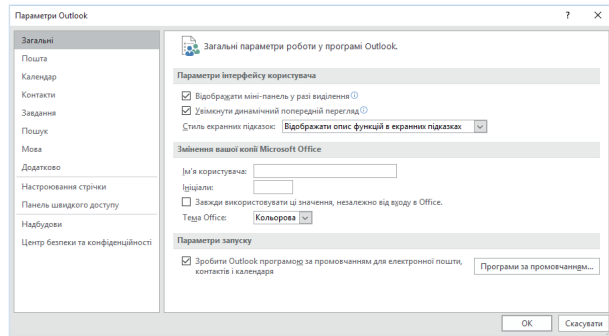 Параметри Outlook
?
Загальні
Пошта
Календар
Контакти
Завдання
Пошук
Мова
Додатково
Настроювання стрічки
Панель швидкого доступу
Надбудови
Центр безпеки та конфіденційності
Загальні параметри роботи у програмі Outlook.
Параметри інтерфейсу користувача
Відображати міні-панель у разі виділення
Увімкнути динамічний попередній перегляд
Стиль екранних підказок: Відображати опис функцій в екранних підказках
Змінення вашої копії Microsoft Office
Ім'я користувача:
Ініціали:
Завжди використовувати ці значення, незалежно від входу в Office.
Тема Office: Кольорова
Параметри запуску
Зробити Outlook програмою за промовчанням для електронної пошти,
контактів і календаря
Програми за промовчанням...
ОК
Скасувати